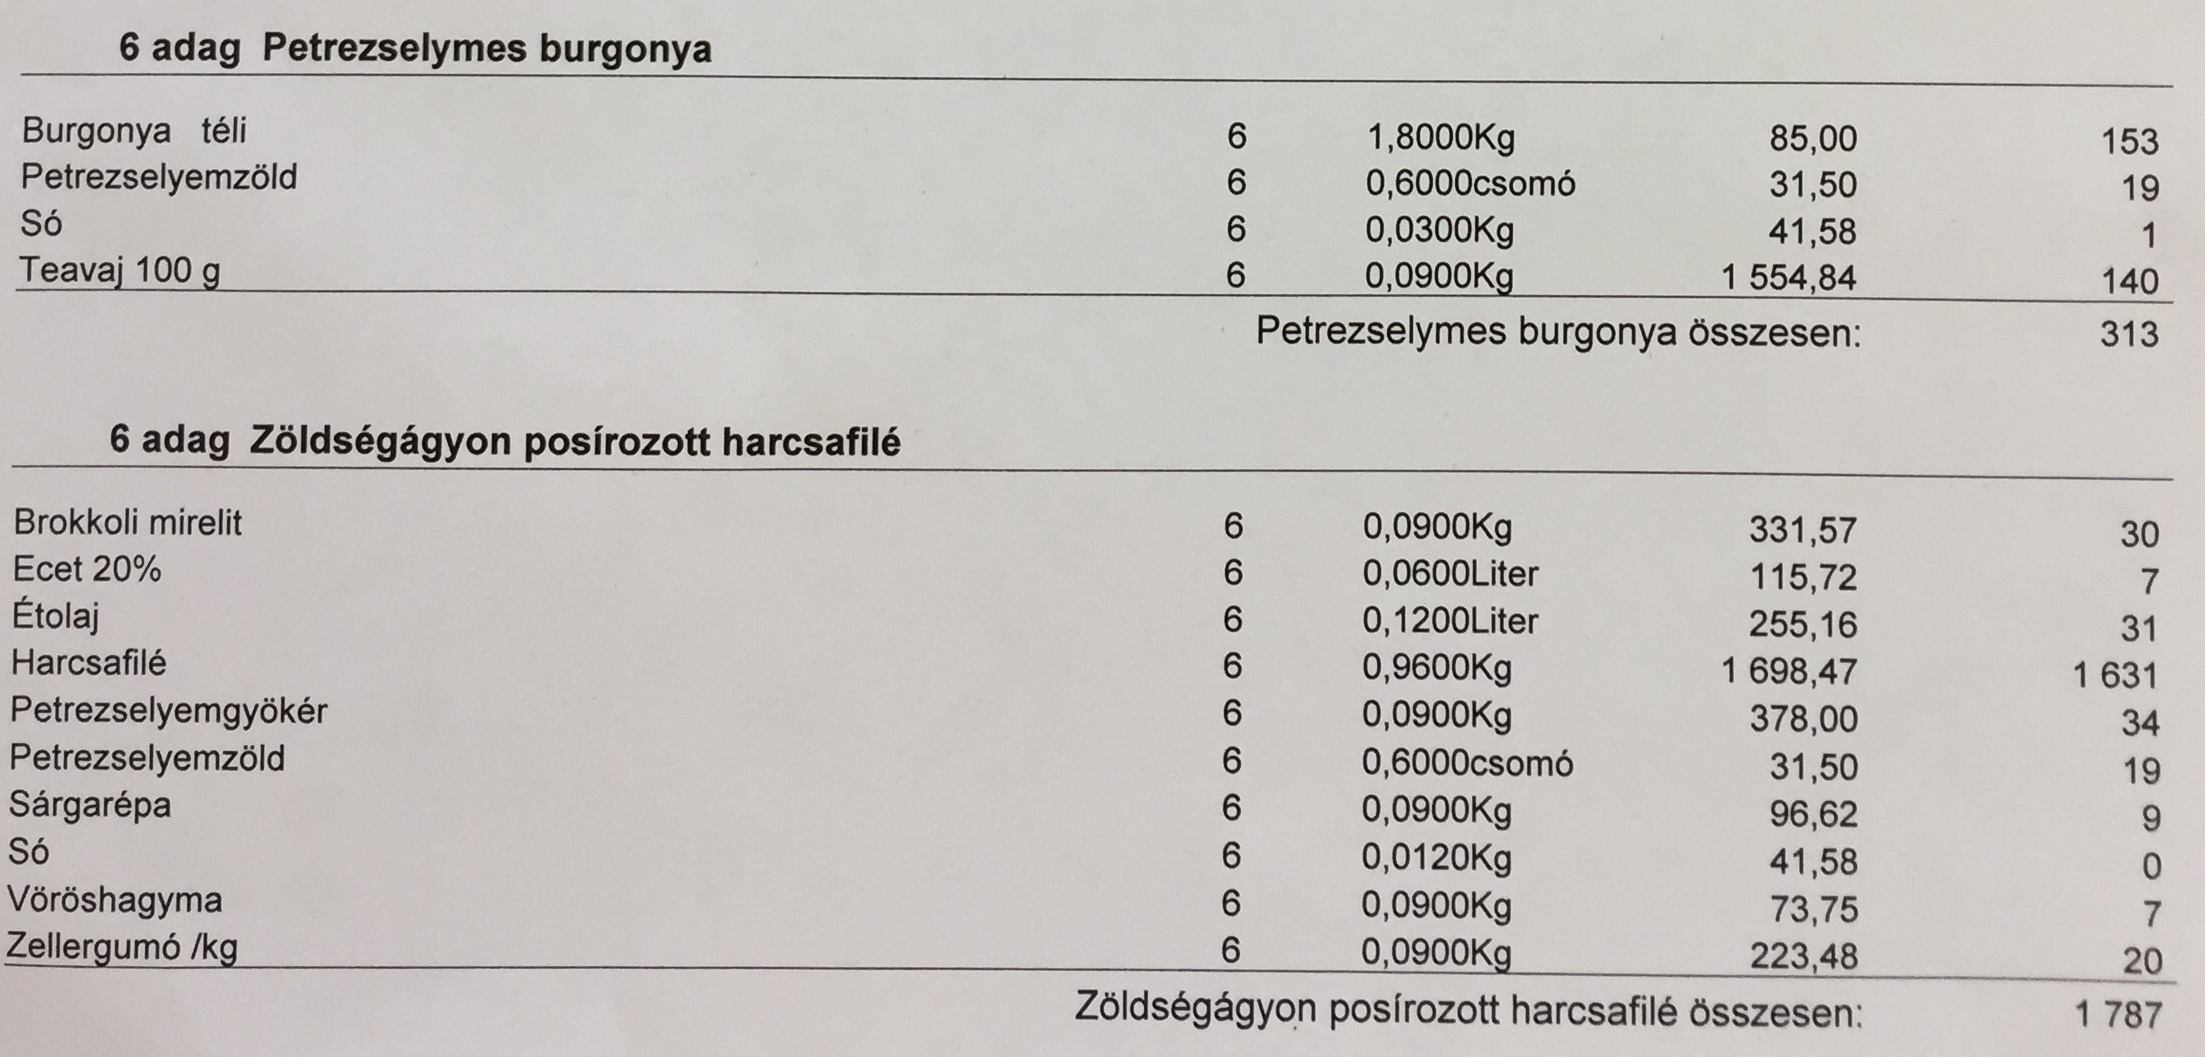 6 adag Petrezselymes burgonya
Burgonya téli 6 1,8000Kg 85,00 153
Petrezselyemzöld 6 0,6000csomó 31,50 19
Só 6 0,0300Kg 41,58 1
Teavaj 100 g 6 0,0900Kg 1 554,84 140
Petrezselymes burgonya összesen: 313
6 adag Zöldségágyon posírozott harcsafilé
Brokkoli mirelit 6 0,0900Kg 331,57 30
Ecet 20% 6 0,0600Liter 115,72 7
Étolaj 6 0,1200Liter 255,16 31
Harcsafilé 6 0,9600Kg 1 698,47 1 631
Petrezselyemgyökér 6 0,0900Kg 378,00 34
Petrezselyemzöld 6 0,6000csomó 31,50 19
Sárgarépa 6 0,0900Kg 96,62 9
Só 6 0,0120Kg 41,58 0
Vöröshagyma 6 0,0900Kg 73,75 7
Zellergumó /kg 6 0,0900Kg 223,48 20
Zöldségágyon posírozott harcsafilé összesen: 1 787